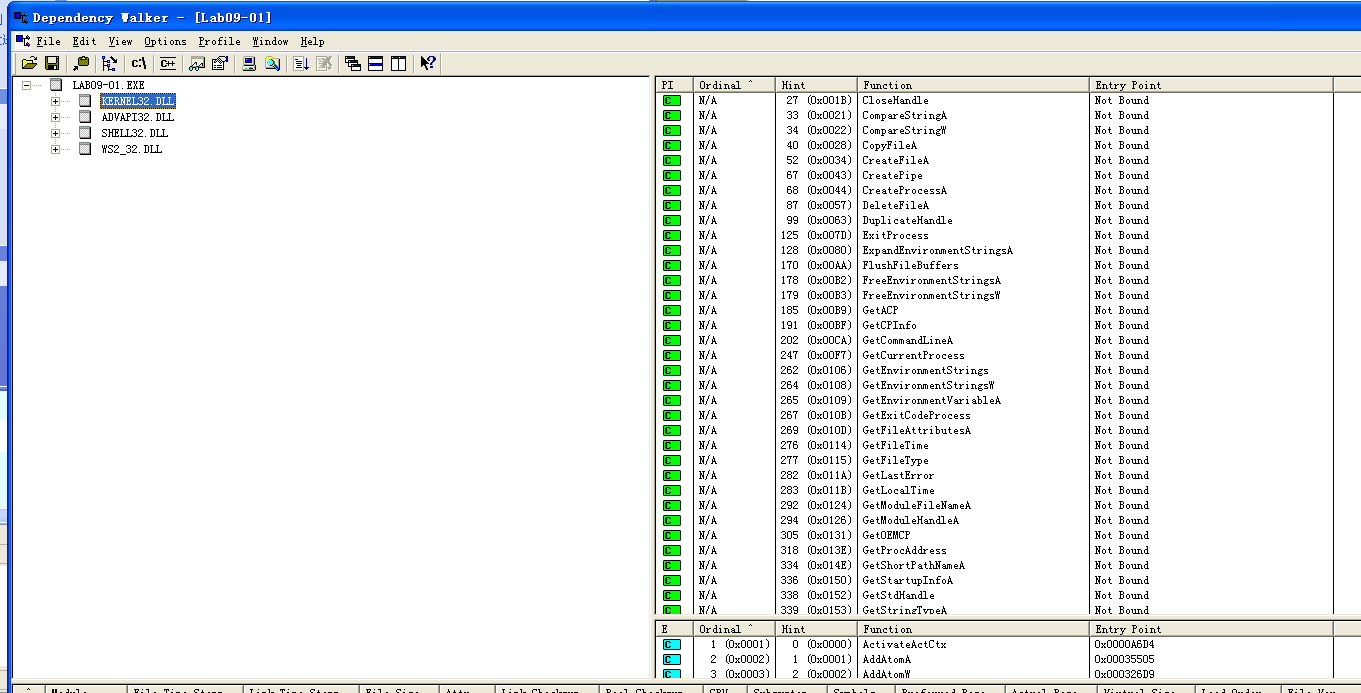 Dependency Walker - [Lab09-01]
File Edit View Options Profile Window Help
C:\ C++
LAB09-01.EXE
KERNEL32.DLL
ADVAPI32.DLL
SHELL32.DLL
WS2_32.DLL
PI Ordinal ^ Hint Function Entry Point
C N/A 27 (0x001B) CloseHandle Not Bound
C N/A 33 (0x0021) CompareStringA Not Bound
C N/A 34 (0x0022) CompareStringW Not Bound
C N/A 40 (0x0028) CopyFileA Not Bound
C N/A 52 (0x0034) CreateFileA Not Bound
C N/A 67 (0x0043) CreatePipe Not Bound
C N/A 68 (0x0044) CreateProcessA Not Bound
C N/A 87 (0x0057) DeleteFileA Not Bound
C N/A 99 (0x0063) DuplicateHandle Not Bound
C N/A 125 (0x007D) ExitProcess Not Bound
C N/A 128 (0x0080) ExpandEnvironmentStringsA Not Bound
C N/A 170 (0x00AA) FlushFileBuffers Not Bound
C N/A 178 (0x00B2) FreeEnvironmentStringsA Not Bound
C N/A 179 (0x00B3) FreeEnvironmentStringsW Not Bound
C N/A 185 (0x00B9) GetACP Not Bound
C N/A 191 (0x00BF) GetCPInfo Not Bound
C N/A 202 (0x00CA) GetCommandLineA Not Bound
C N/A 247 (0x00F7) GetCurrentProcess Not Bound
C N/A 262 (0x0106) GetEnvironmentStrings Not Bound
C N/A 264 (0x0108) GetEnvironmentStringsW Not Bound
C N/A 265 (0x0109) GetEnvironmentVariableA Not Bound
C N/A 267 (0x010B) GetExitCodeProcess Not Bound
C N/A 269 (0x010D) GetFileAttributesA Not Bound
C N/A 276 (0x0114) GetFileTime Not Bound
C N/A 277 (0x0115) GetFileType Not Bound
C N/A 282 (0x011A) GetLastError Not Bound
C N/A 283 (0x011B) GetLocalTime Not Bound
C N/A 292 (0x0124) GetModuleFileNameA Not Bound
C N/A 294 (0x0126) GetModuleHandleA Not Bound
C N/A 305 (0x0131) GetOEMCP Not Bound
C N/A 318 (0x013E) GetProcAddress Not Bound
C N/A 334 (0x014E) GetShortPathNameA Not Bound
C N/A 336 (0x0150) GetStartupInfoA Not Bound
C N/A 338 (0x0152) GetStdHandle Not Bound
C N/A 339 (0x0153) GetStringTypeA Not Bound
E Ordinal ^ Hint Function Entry Point
C 1 (0x0001) 0 (0x0000) ActivateActCtx 0x0000A6D4
C 2 (0x0002) 1 (0x0001) AddAtomA 0x00035505
C 3 (0x0003) 2 (0x0002) AddAtomW 0x000326D9